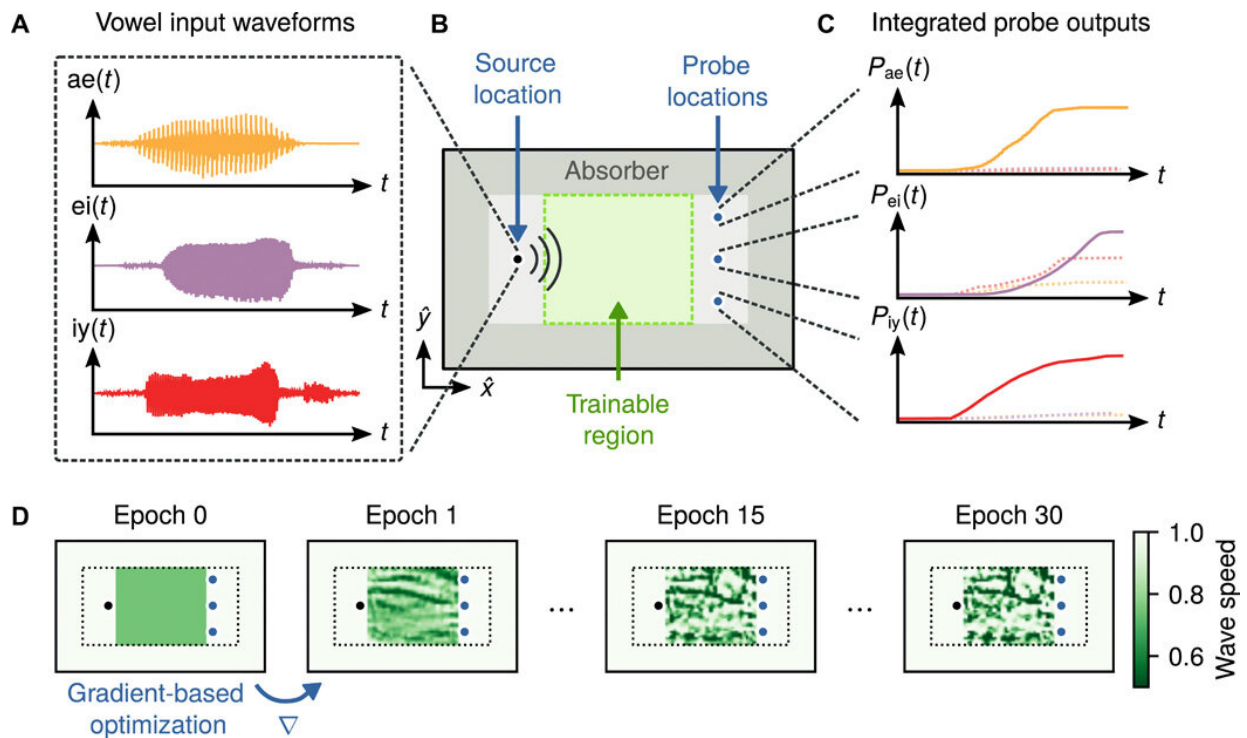 A Vowel input waveforms
ae(t)
t
ei(t)
t
iy(t)
t
B
Source
location
Probe
locations
Absorber
ŷ
x̂
Trainable
region
C Integrated probe outputs
Pae(t)
t
Pei(t)
t
Piy(t)
t
D
Epoch 0 Epoch 1 Epoch 15 Epoch 30
... ...
Gradient-based
optimization ∇
1.0
0.8
0.6
Wave speed